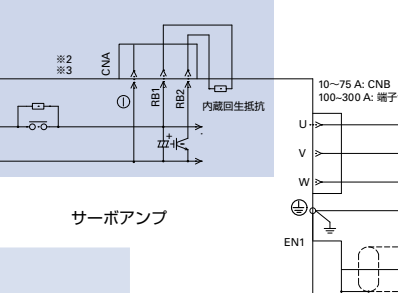 ※2
※3
CNA
⊖
RB1
RB2
内蔵回生抵抗
+
10~75 A: CNB
100~300 A: 端子
U
V
W
サーボアンプ
EN1